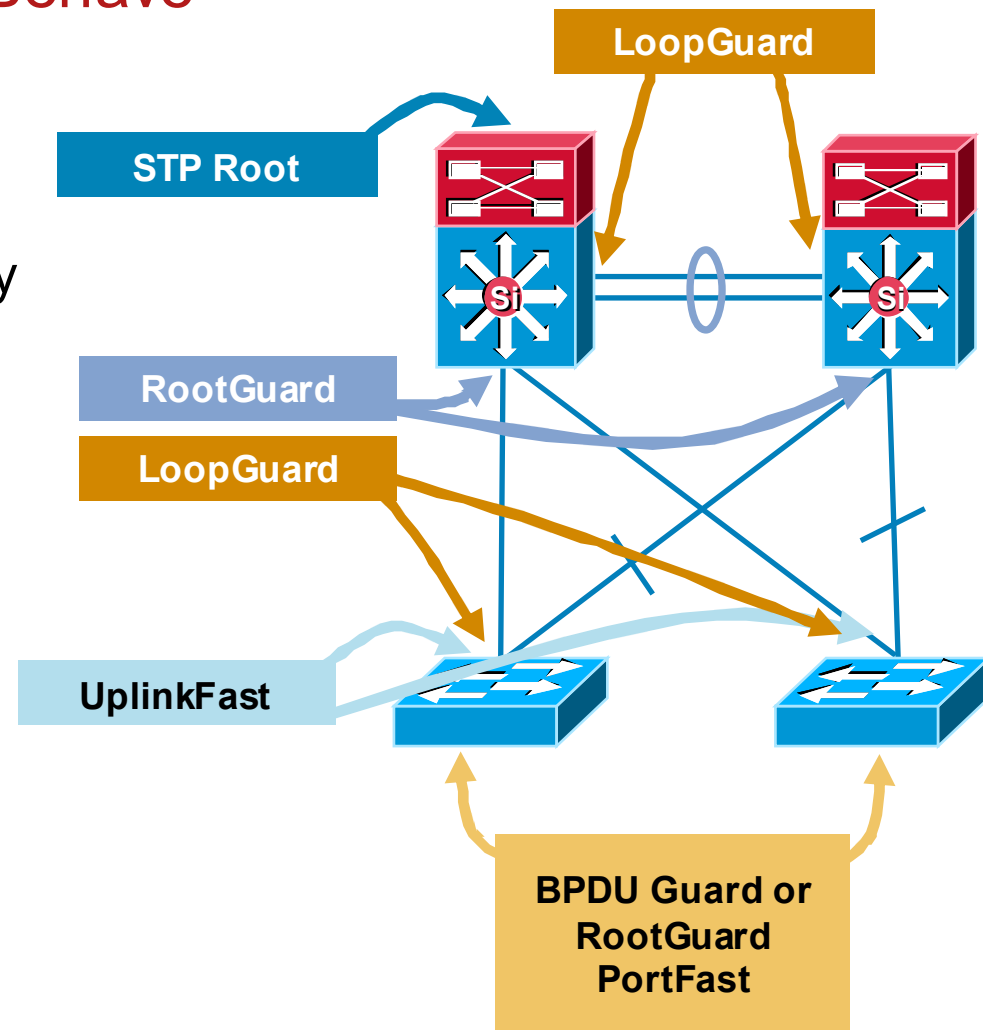 LoopGuard
STP Root
Si
Si
RootGuard
LoopGuard
UplinkFast
BPDU Guard or
RootGuard
PortFast